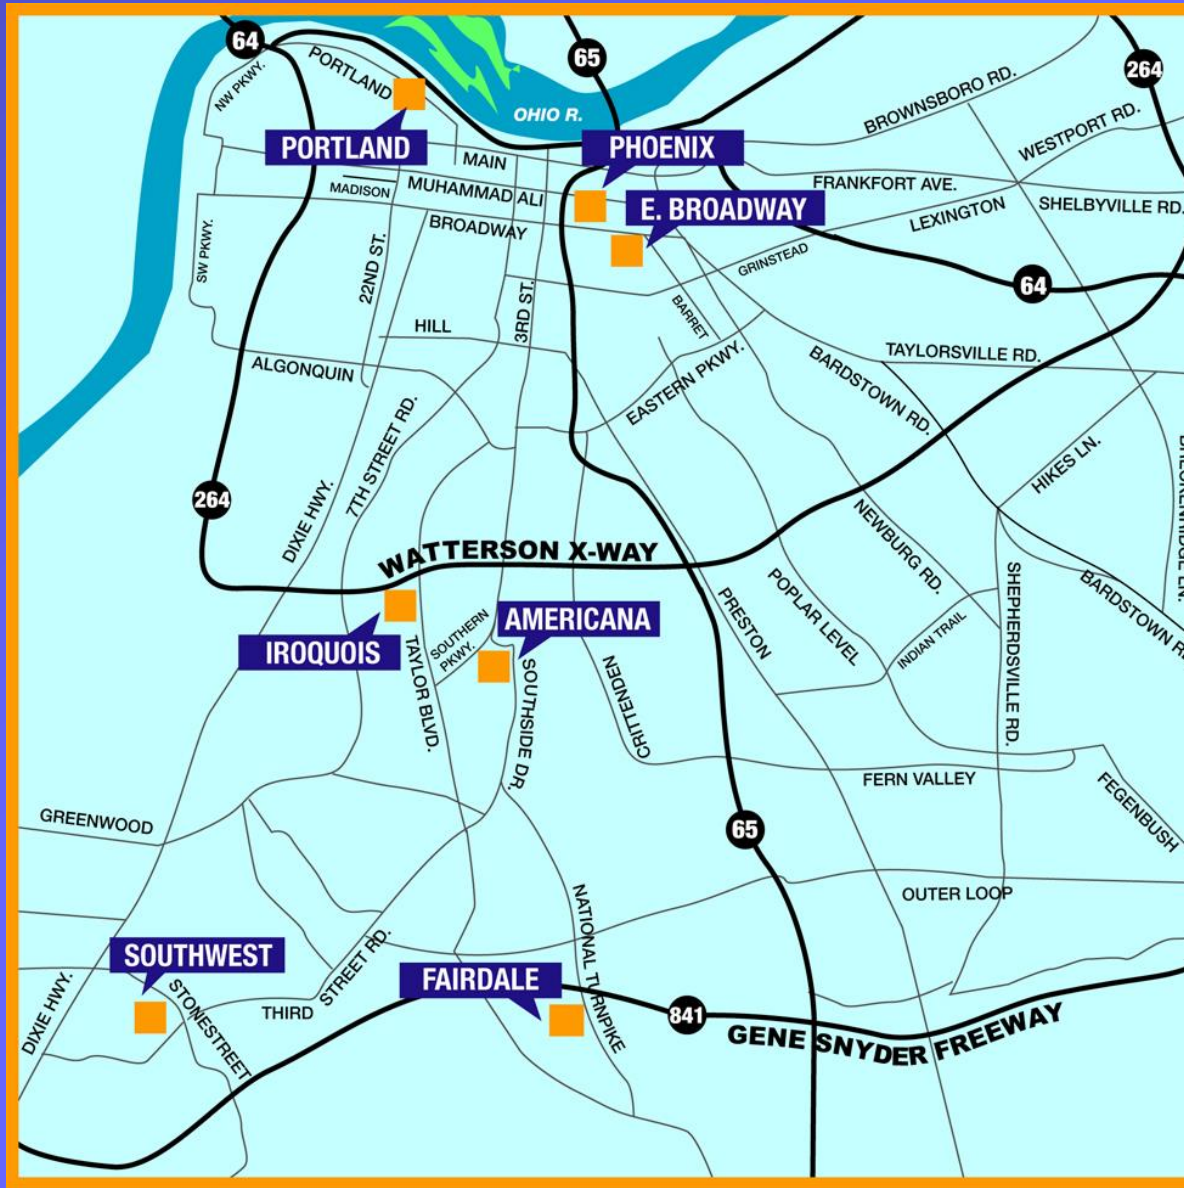 64
65
264
PORTLAND
NW PKWY.
OHIO R.
BROWNSBORO RD.
WESTPORT RD.
PORTLAND
PHOENIX
MAIN
MADISON
MUHAMMAD ALI
FRANKFORT AVE.
SHELBYVILLE RD.
E. BROADWAY
LEXINGTON
BROADWAY
SW PKWY.
22ND ST.
GRINSTEAD
64
3RD ST.
BARRET
HILL
ALGONQUIN
EASTERN PKWY.
BARDSTOWN RD.
TAYLORSVILLE RD.
7TH STREET RD.
HIKES LN.
BRECKENRIDGE LN.
264
DIXIE HWY.
WATTERSON X-WAY
NEWBURG RD.
POPLAR LEVEL
PRESTON
SHEPHERDSVILLE RD.
BARDSTOWN RD
AMERICANA
IROQUOIS
SOUTHERN
PKWY.
TAYLOR BLVD.
SOUTHSIDE DR.
CRITTENDEN
INDIAN TRAIL
FERN VALLEY
FEGENBUSH
GREENWOOD
65
OUTER LOOP
NATIONAL TURNPIKE
SOUTHWEST
FAIRDALE
DIXIE HWY.
STONESTREET
THIRD
STREET RD.
841
GENE SNYDER FREEWAY